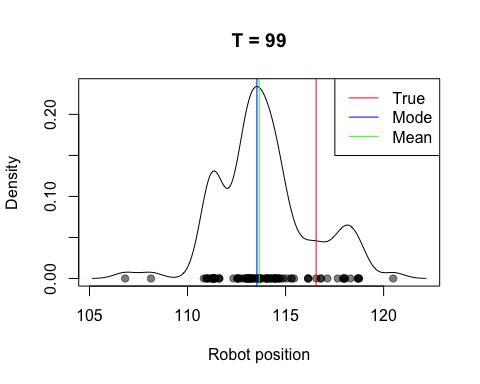 T = 99
True
Mode
Mean
Density
0.00
0.10
0.20
105
110
115
120
Robot position